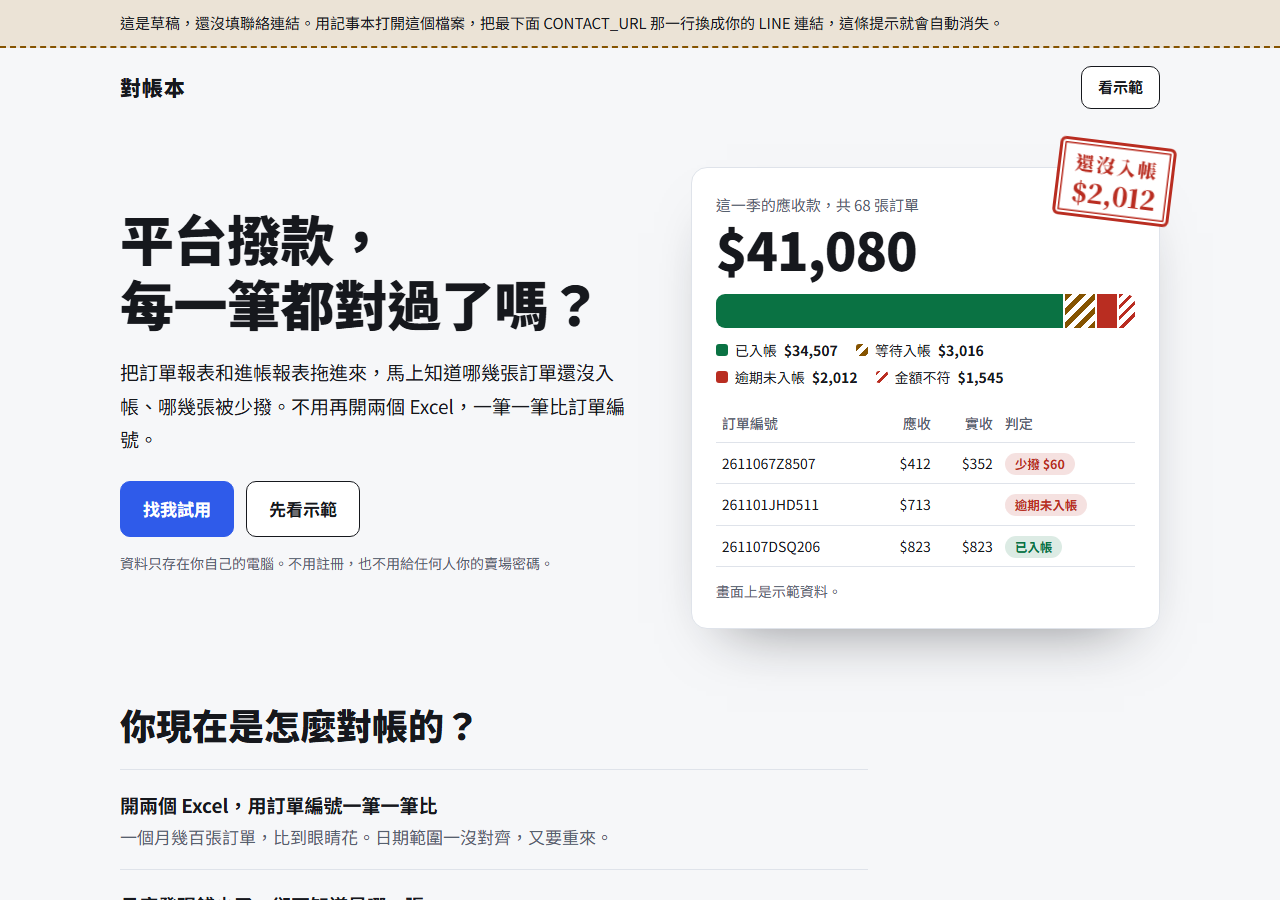 這是草稿，還沒填聯絡連結。用記事本打開這個檔案，把最下面 CONTACT_URL 那一行換成你的 LINE 連結，這條提示就會自動消失。
對帳本
看示範
平台撥款，
每一筆都對過了嗎？
把訂單報表和進帳報表拖進來，馬上知道哪幾張訂單還沒入
帳、哪幾張被少撥。不用再開兩個 Excel，一筆一筆比訂單編
號。
找我試用
先看示範
資料只存在你自己的電腦。不用註冊，也不用給任何人你的賣場密碼。
還沒入帳
$2,012
這一季的應收款，共 68 張訂單
$41,080
已入帳 $34,507 等待入帳 $3,016
逾期未入帳 $2,012 金額不符 $1,545
訂單編號 應收 實收 判定
2611067Z8507 $412 $352 少撥 $60
261101JHD511 $713 逾期未入帳
261107DSQ206 $823 $823 已入帳
畫面上是示範資料。
你現在是怎麼對帳的？
開兩個 Excel，用訂單編號一筆一筆比
一個月幾百張訂單，比到眼睛花。日期範圍一沒對齊，又要重來。